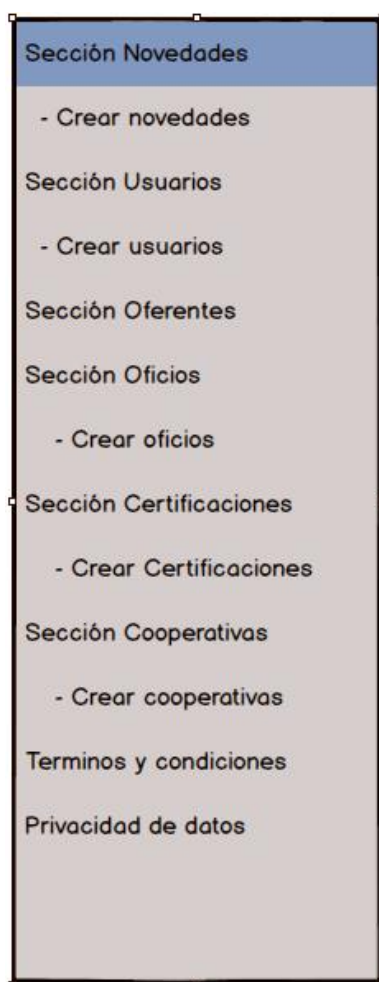 Sección Novedades
- Crear novedades
Sección Usuarios
- Crear usuarios
Sección Oferentes
Sección Oficios
- Crear oficios
Sección Certificaciones
- Crear Certificaciones
Sección Cooperativas
- Crear cooperativas
Terminos y condiciones
Privacidad de datos